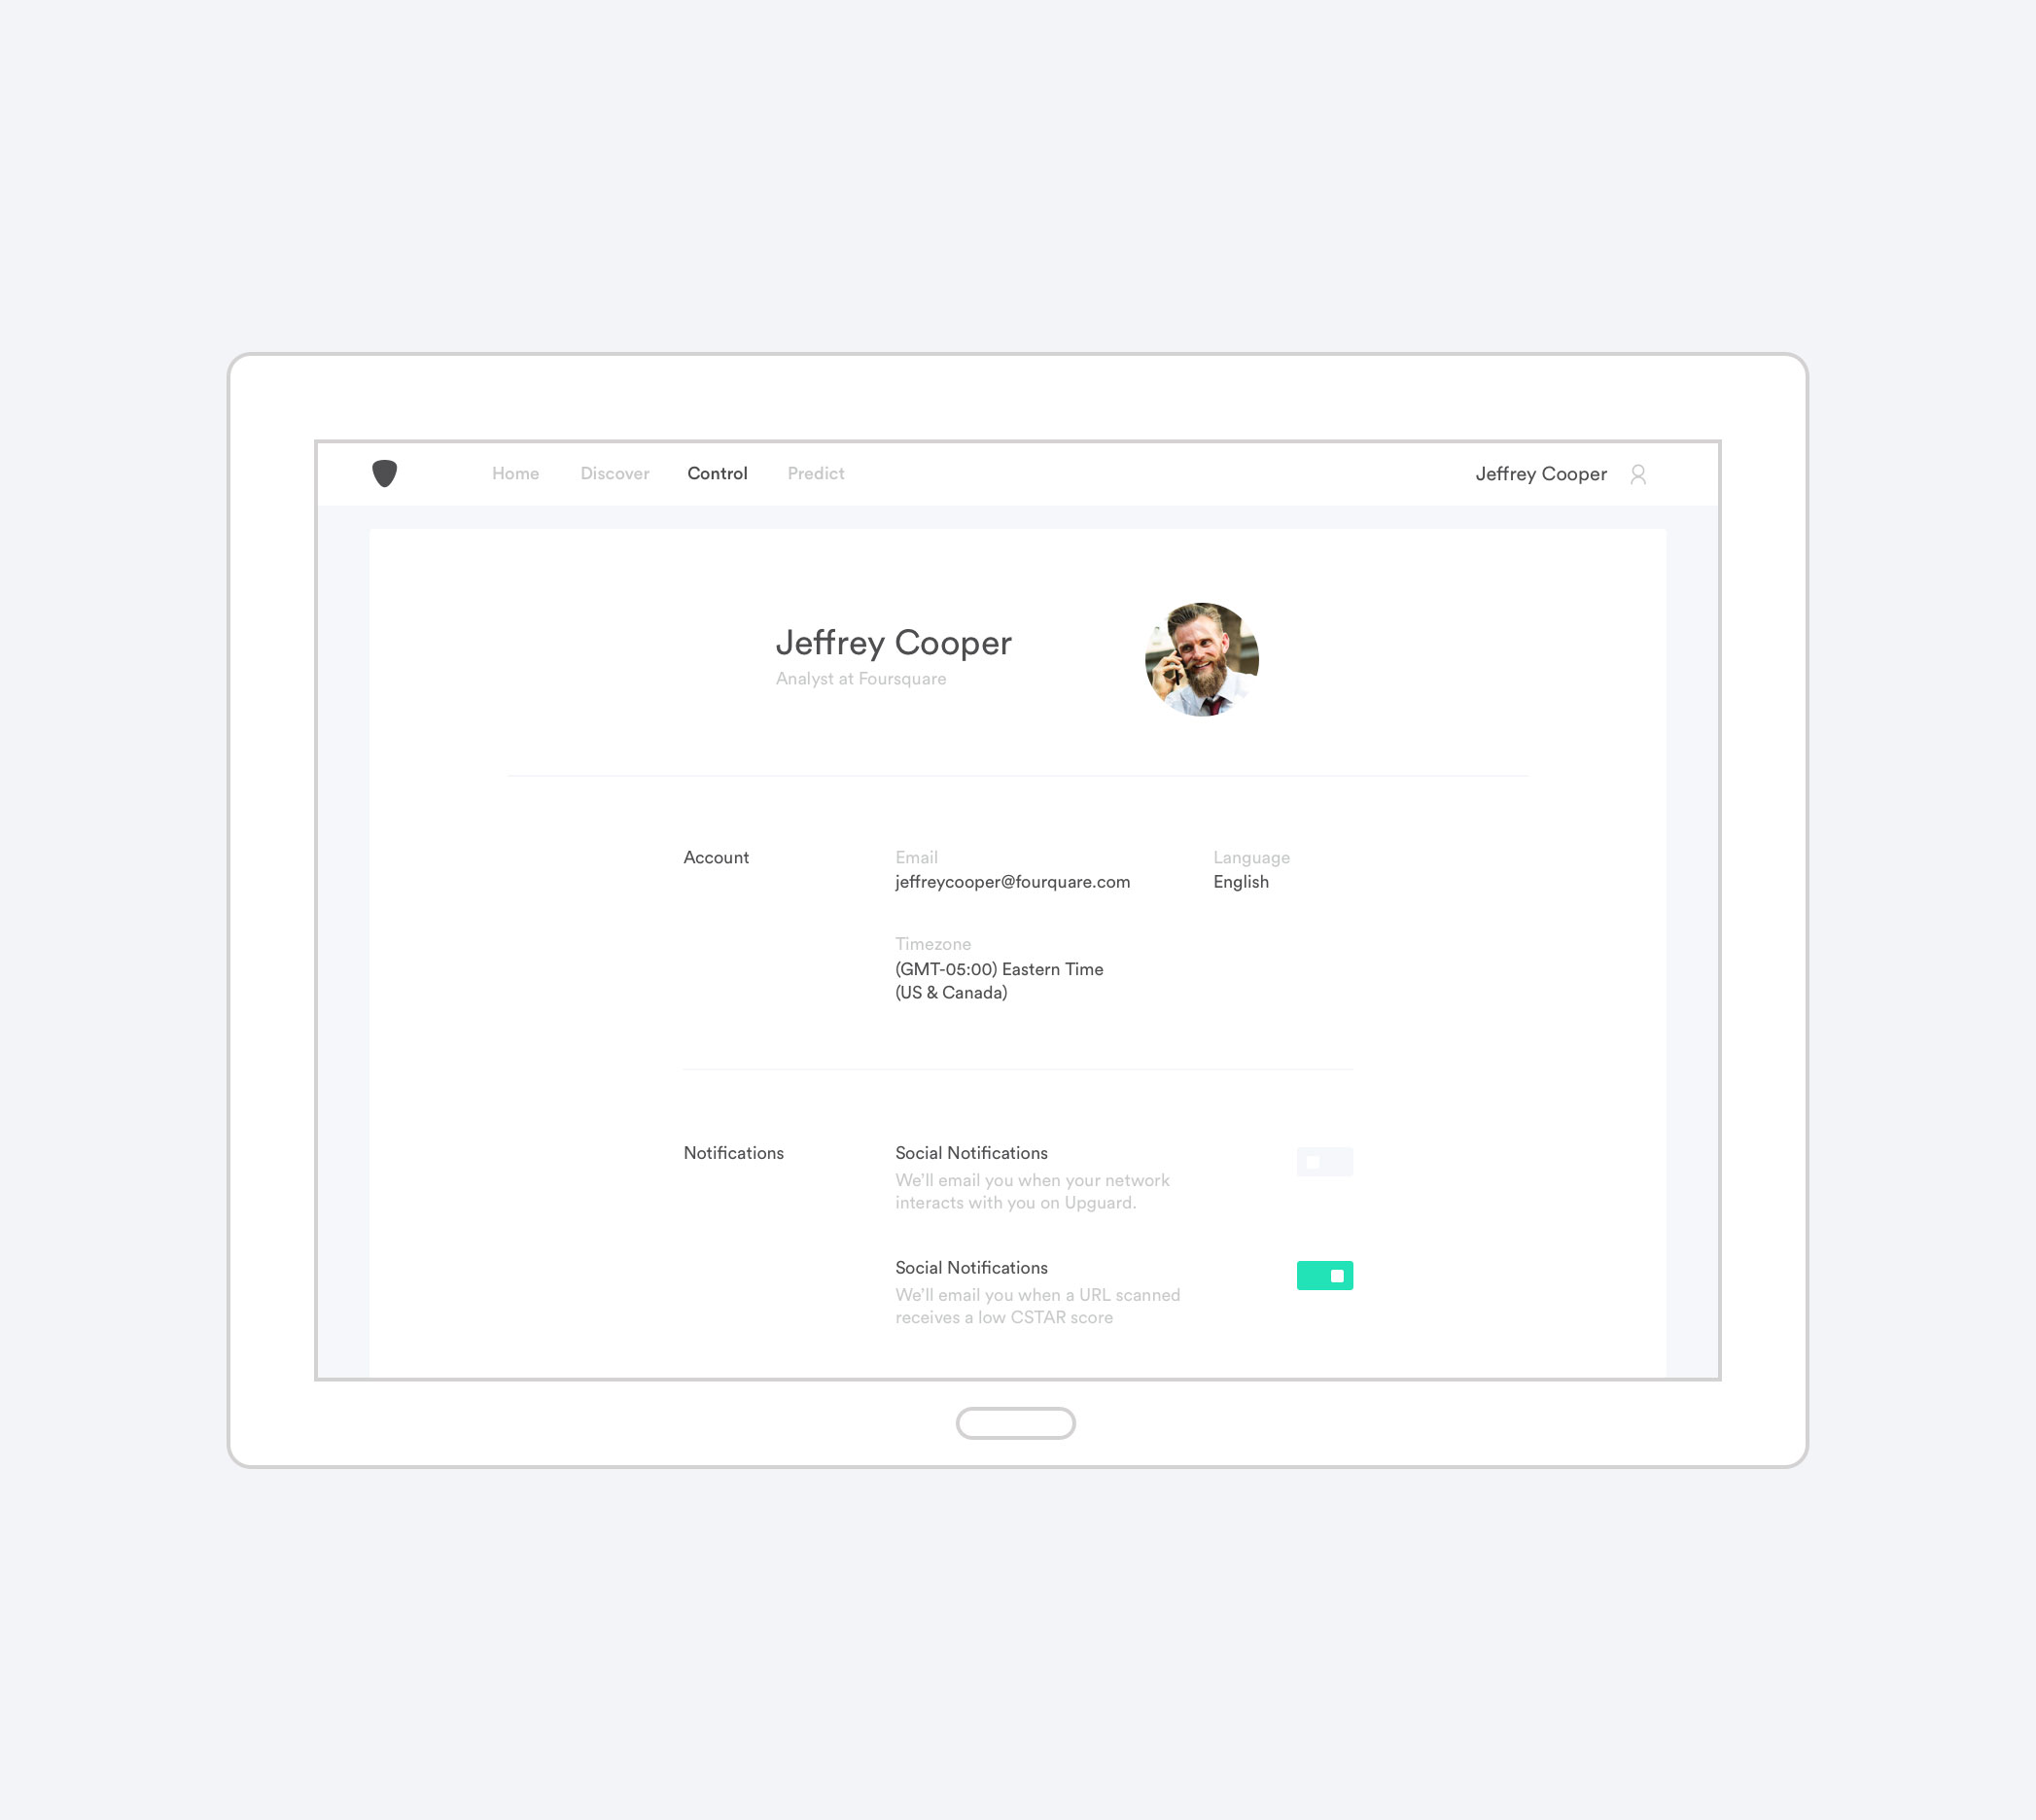 Home Discover Control Predict
Jeffrey Cooper
Jeffrey Cooper
Analyst at Foursquare
Account
Email
jeffreycooper@fourquare.com
Language
English
Timezone
(GMT-05:00) Eastern Time
(US & Canada)
Notifications
Social Notifications
We'll email you when your network
interacts with you on Upguard.
Social Notifications
We'll email you when a URL scanned
receives a low CSTAR score